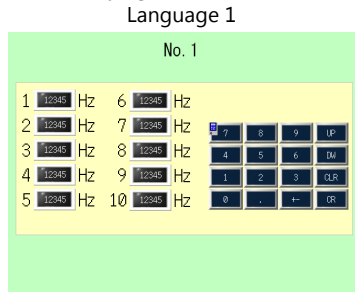 Language 1
No. 1
1 12345 Hz 6 12345 Hz
2 12345 Hz 7 12345 Hz
3 12345 Hz 8 12345 Hz
4 12345 Hz 9 12345 Hz
5 12345 Hz 10 12345 Hz
7 8 9 UP
4 5 6 DW
1 2 3 CLR
0 . +- CR